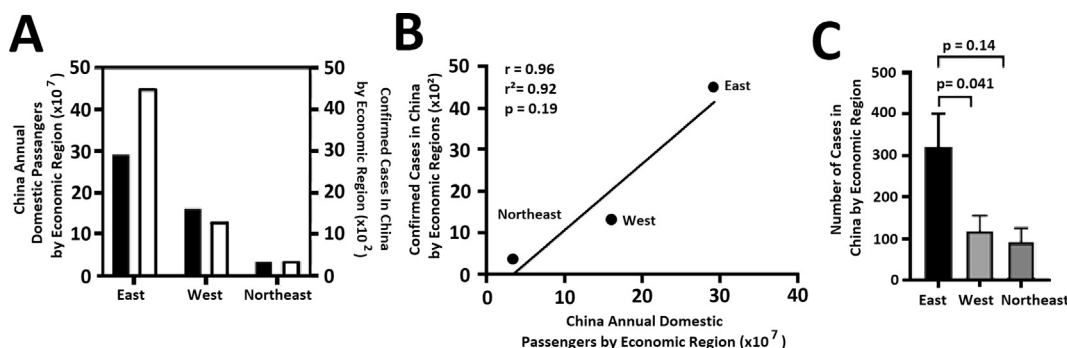 A
China Annual
Domestic Passangers
by Economic Region (x10⁷)
50
40
30
20
10
0
50
40
30
20
10
0
Confirmed Cases In China
by Economic Region (x10²)
East
West
Northeast
B
Confirmed Cases in China
by Economic Regions (x10²)
50
40
30
20
10
0
r = 0.96
r²= 0.92
p = 0.19
East
Northeast
West
0
10
20
30
40
China Annual Domestic
Passengers by Economic Region (x10⁷)
C
p = 0.14
p= 0.041
Number of Cases in
China by Economic Region
500
400
300
200
100
0
East
West
Northeast